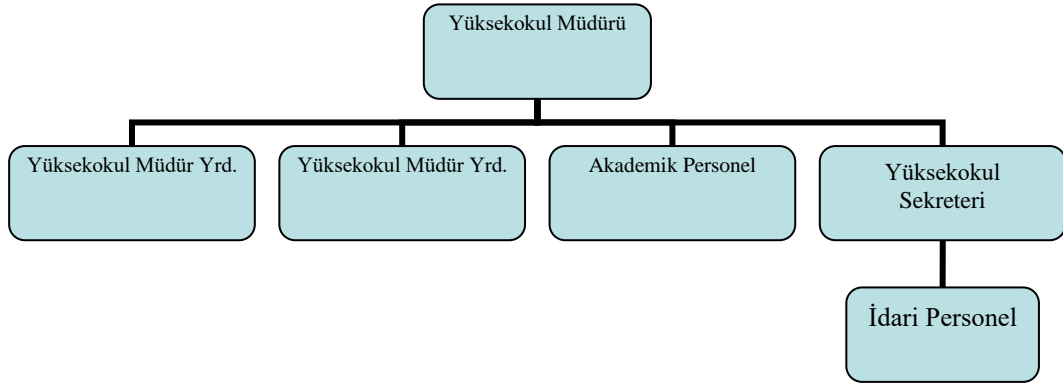 Yüksekokul Müdürü
Yüksekokul Müdür Yrd.
Yüksekokul Müdür Yrd.
Akademik Personel
Yüksekokul
Sekreteri
İdari Personel